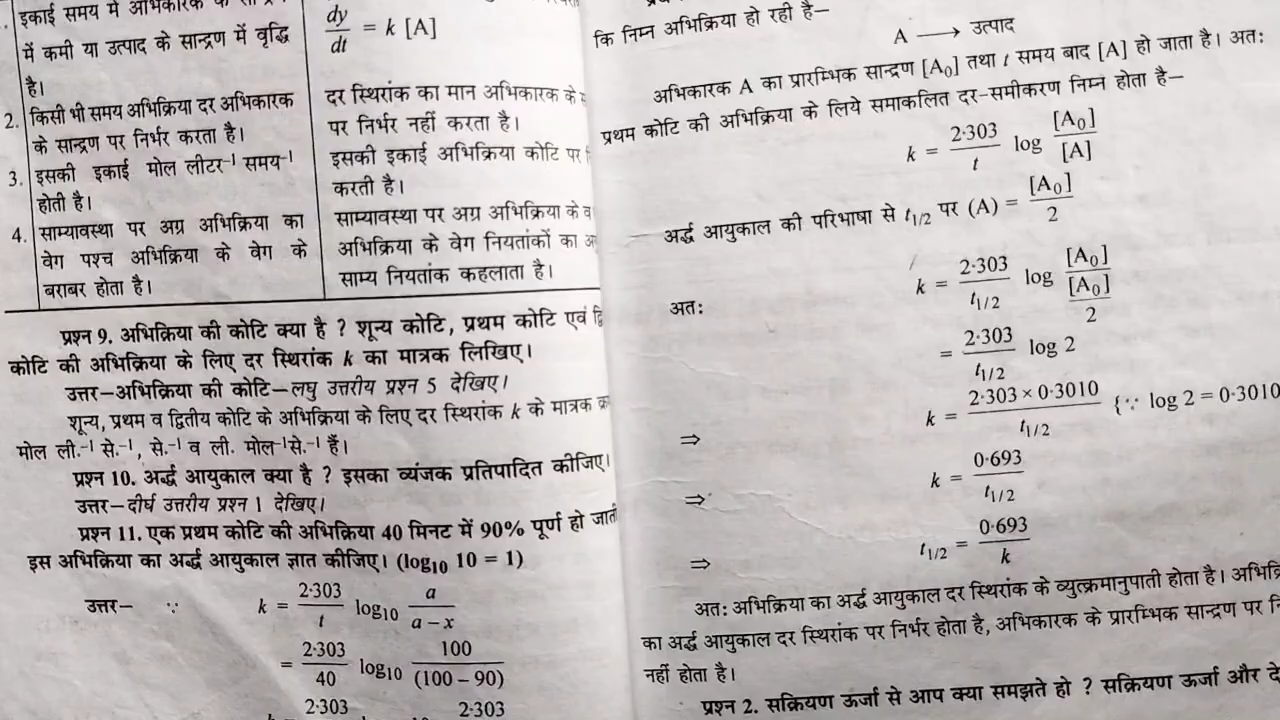 इकाई समय में अभिकारक के
में कमी या उत्पाद के सान्द्रण में वृद्धि
है।
2. किसी भी समय अभिक्रिया दर अभिकारक
के सान्द्रण पर निर्भर करता है।
3. इसकी इकाई मोल लीटर⁻¹ समय⁻¹
होती है।
4. साम्यावस्था पर अग्र अभिक्रिया का
वेग पश्च अभिक्रिया के वेग के
बराबर होता है।
dy/dt = k [A]
दर स्थिरांक का मान अभिकारक के
पर निर्भर नहीं करता है।
इसकी इकाई अभिक्रिया कोटि पर
करती है।
साम्यावस्था पर अग्र अभिक्रिया के
अभिक्रिया के वेग नियतांकों का
साम्य नियतांक कहलाता है।
प्रश्न 9. अभिक्रिया की कोटि क्या है ? शून्य कोटि, प्रथम कोटि एवं
कोटि की अभिक्रिया के लिए दर स्थिरांक k का मात्रक लिखिए।
उत्तर–अभिक्रिया की कोटि–लघु उत्तरीय प्रश्न 5 देखिए।
शून्य, प्रथम व द्वितीय कोटि के अभिक्रिया के लिए दर स्थिरांक k के मात्रक
मोल ली.⁻¹ से.⁻¹, से.⁻¹ व ली. मोल⁻¹से.⁻¹ हैं।
प्रश्न 10. अर्द्ध आयुकाल क्या है ? इसका व्यंजक प्रतिपादित कीजिए।
उत्तर–दीर्घ उत्तरीय प्रश्न 1 देखिए।
प्रश्न 11. एक प्रथम कोटि की अभिक्रिया 40 मिनट में 90% पूर्ण हो
इस अभिक्रिया का अर्द्ध आयुकाल ज्ञात कीजिए। (log₁₀ 10 = 1)
उत्तर– ∵ k = 2·303/t log₁₀ a/(a – x)
= 2·303/40 log₁₀ 100/(100 – 90)
2·303 2·303
कि निम्न अभिक्रिया हो रही है–
A ⟶ उत्पाद
अभिकारक A का प्रारम्भिक सान्द्रण [A₀] तथा t समय बाद [A] हो जाता है। अत:
प्रथम कोटि की अभिक्रिया के लिये समाकलित दर-समीकरण निम्न होता है–
k = 2·303/t log [A₀]/[A]
अर्द्ध आयुकाल की परिभाषा से t₁/₂ पर (A) = [A₀]/2
अत: k = 2·303/t₁/₂ log [A₀]/([A₀]/2)
= 2·303/t₁/₂ log 2
⇒ k = 2·303 × 0·3010/t₁/₂ {∵ log 2 = 0·3010
⇒ k = 0·693/t₁/₂
⇒ t₁/₂ = 0·693/k
अत: अभिक्रिया का अर्द्ध आयुकाल दर स्थिरांक के व्युत्क्रमानुपाती होता है।
का अर्द्ध आयुकाल दर स्थिरांक पर निर्भर होता है, अभिकारक के प्रारम्भिक सान्द्रण पर
नहीं होता है।
प्रश्न 2. सक्रियण ऊर्जा से आप क्या समझते हो ? सक्रियण ऊर्जा और